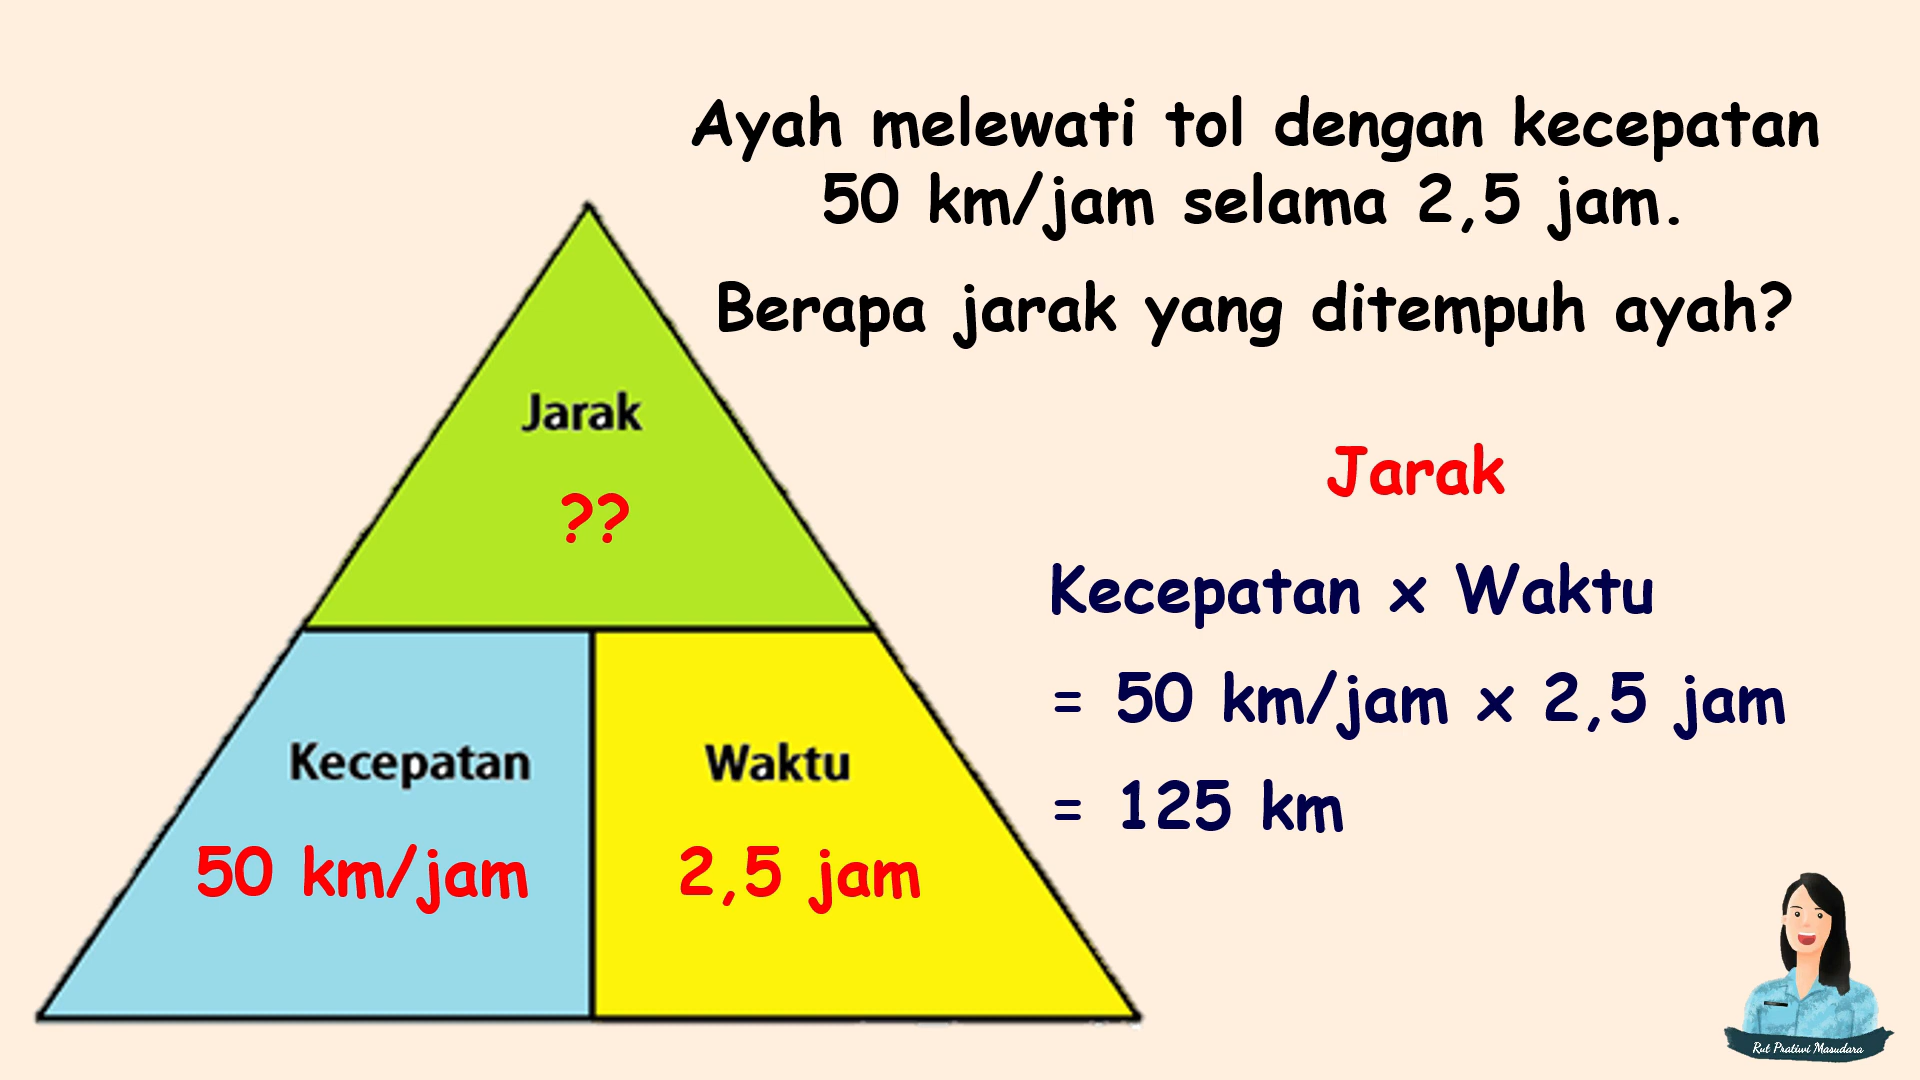 Ayah melewati tol dengan kecepatan
50 km/jam selama 2,5 jam.
Berapa jarak yang ditempuh ayah?
Jarak
??
Kecepatan
50 km/jam
Waktu
2,5 jam
Jarak
Kecepatan x Waktu
= 50 km/jam x 2,5 jam
= 125 km
Rut Pratiwi Masudara